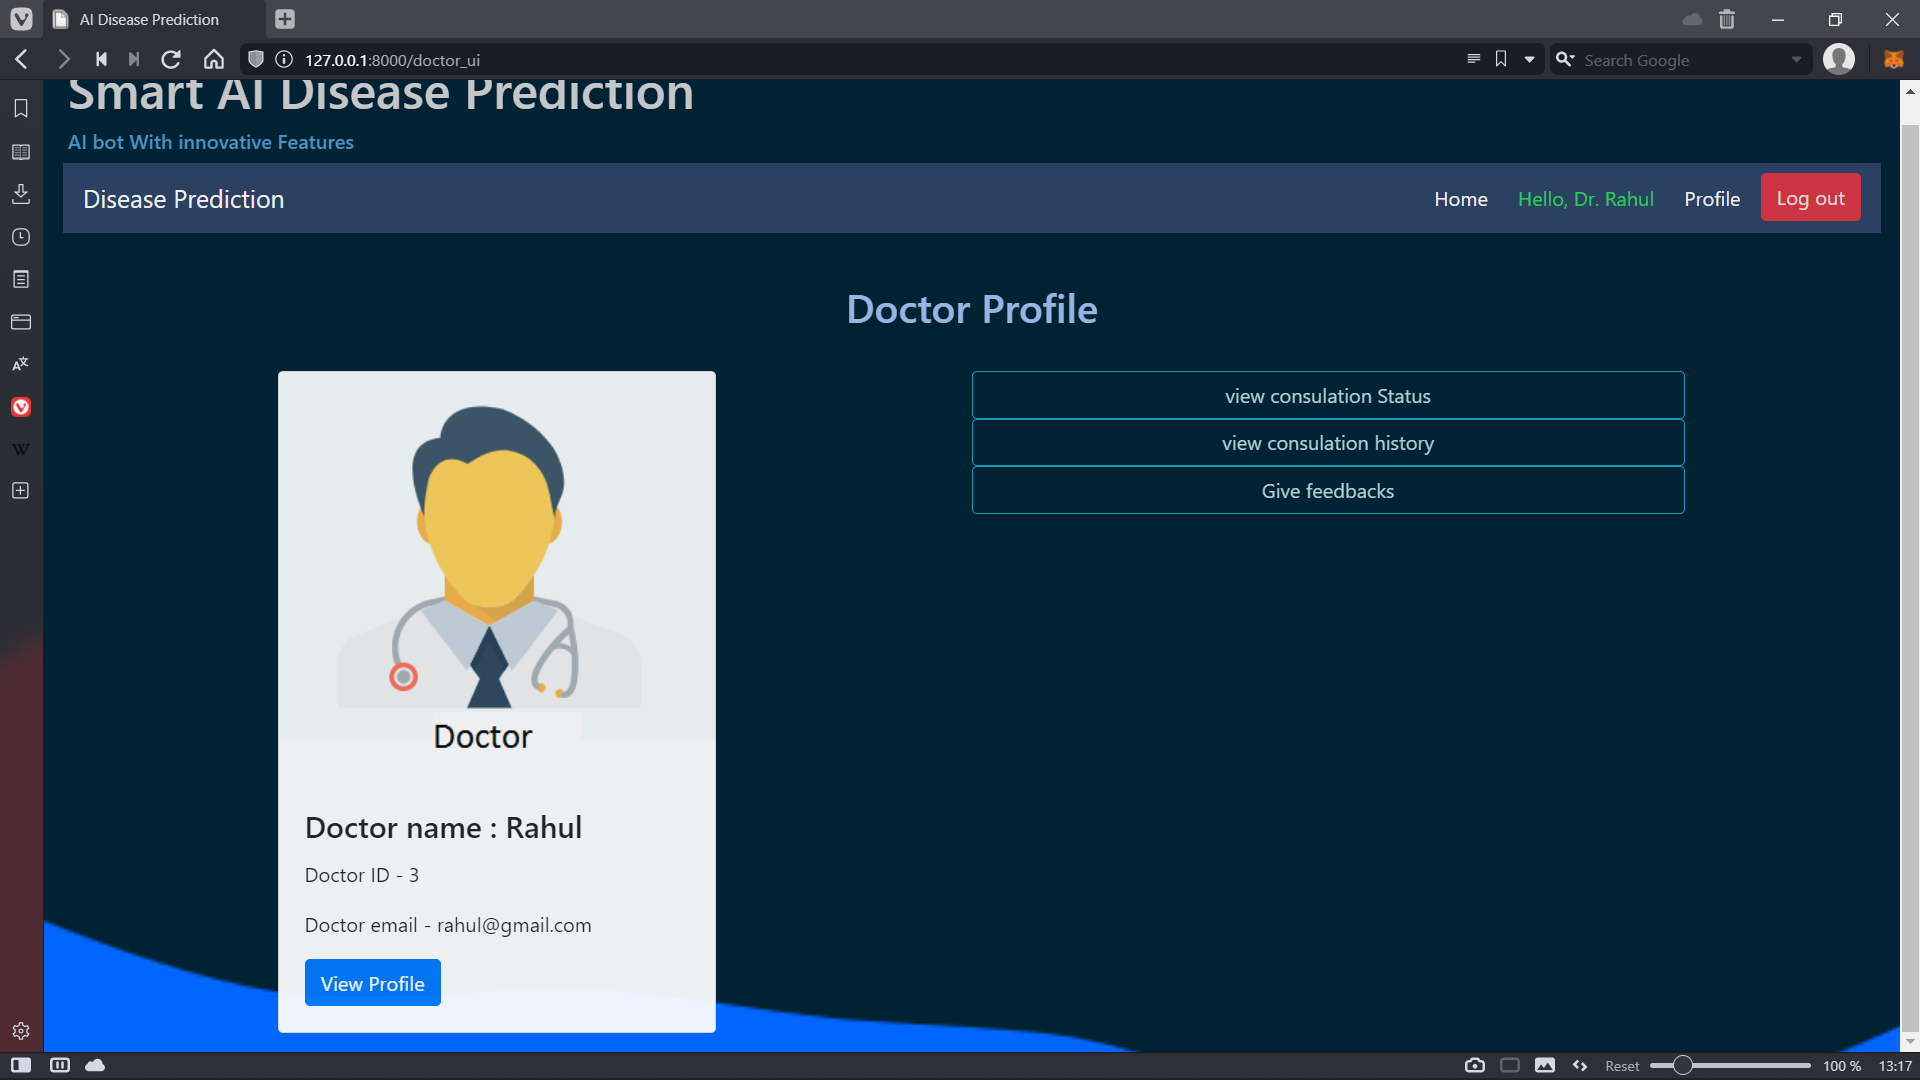 AI Disease Prediction
127.0.0.1:8000/doctor_ui
Search Google
Smart AI Disease Prediction
AI bot With innovative Features
Disease Prediction
Home
Hello, Dr. Rahul
Profile
Log out
Doctor Profile
view consulation Status
view consulation history
Give feedbacks
Doctor
Doctor name : Rahul
Doctor ID - 3
Doctor email - rahul@gmail.com
View Profile
W
Reset
100 %
13:17